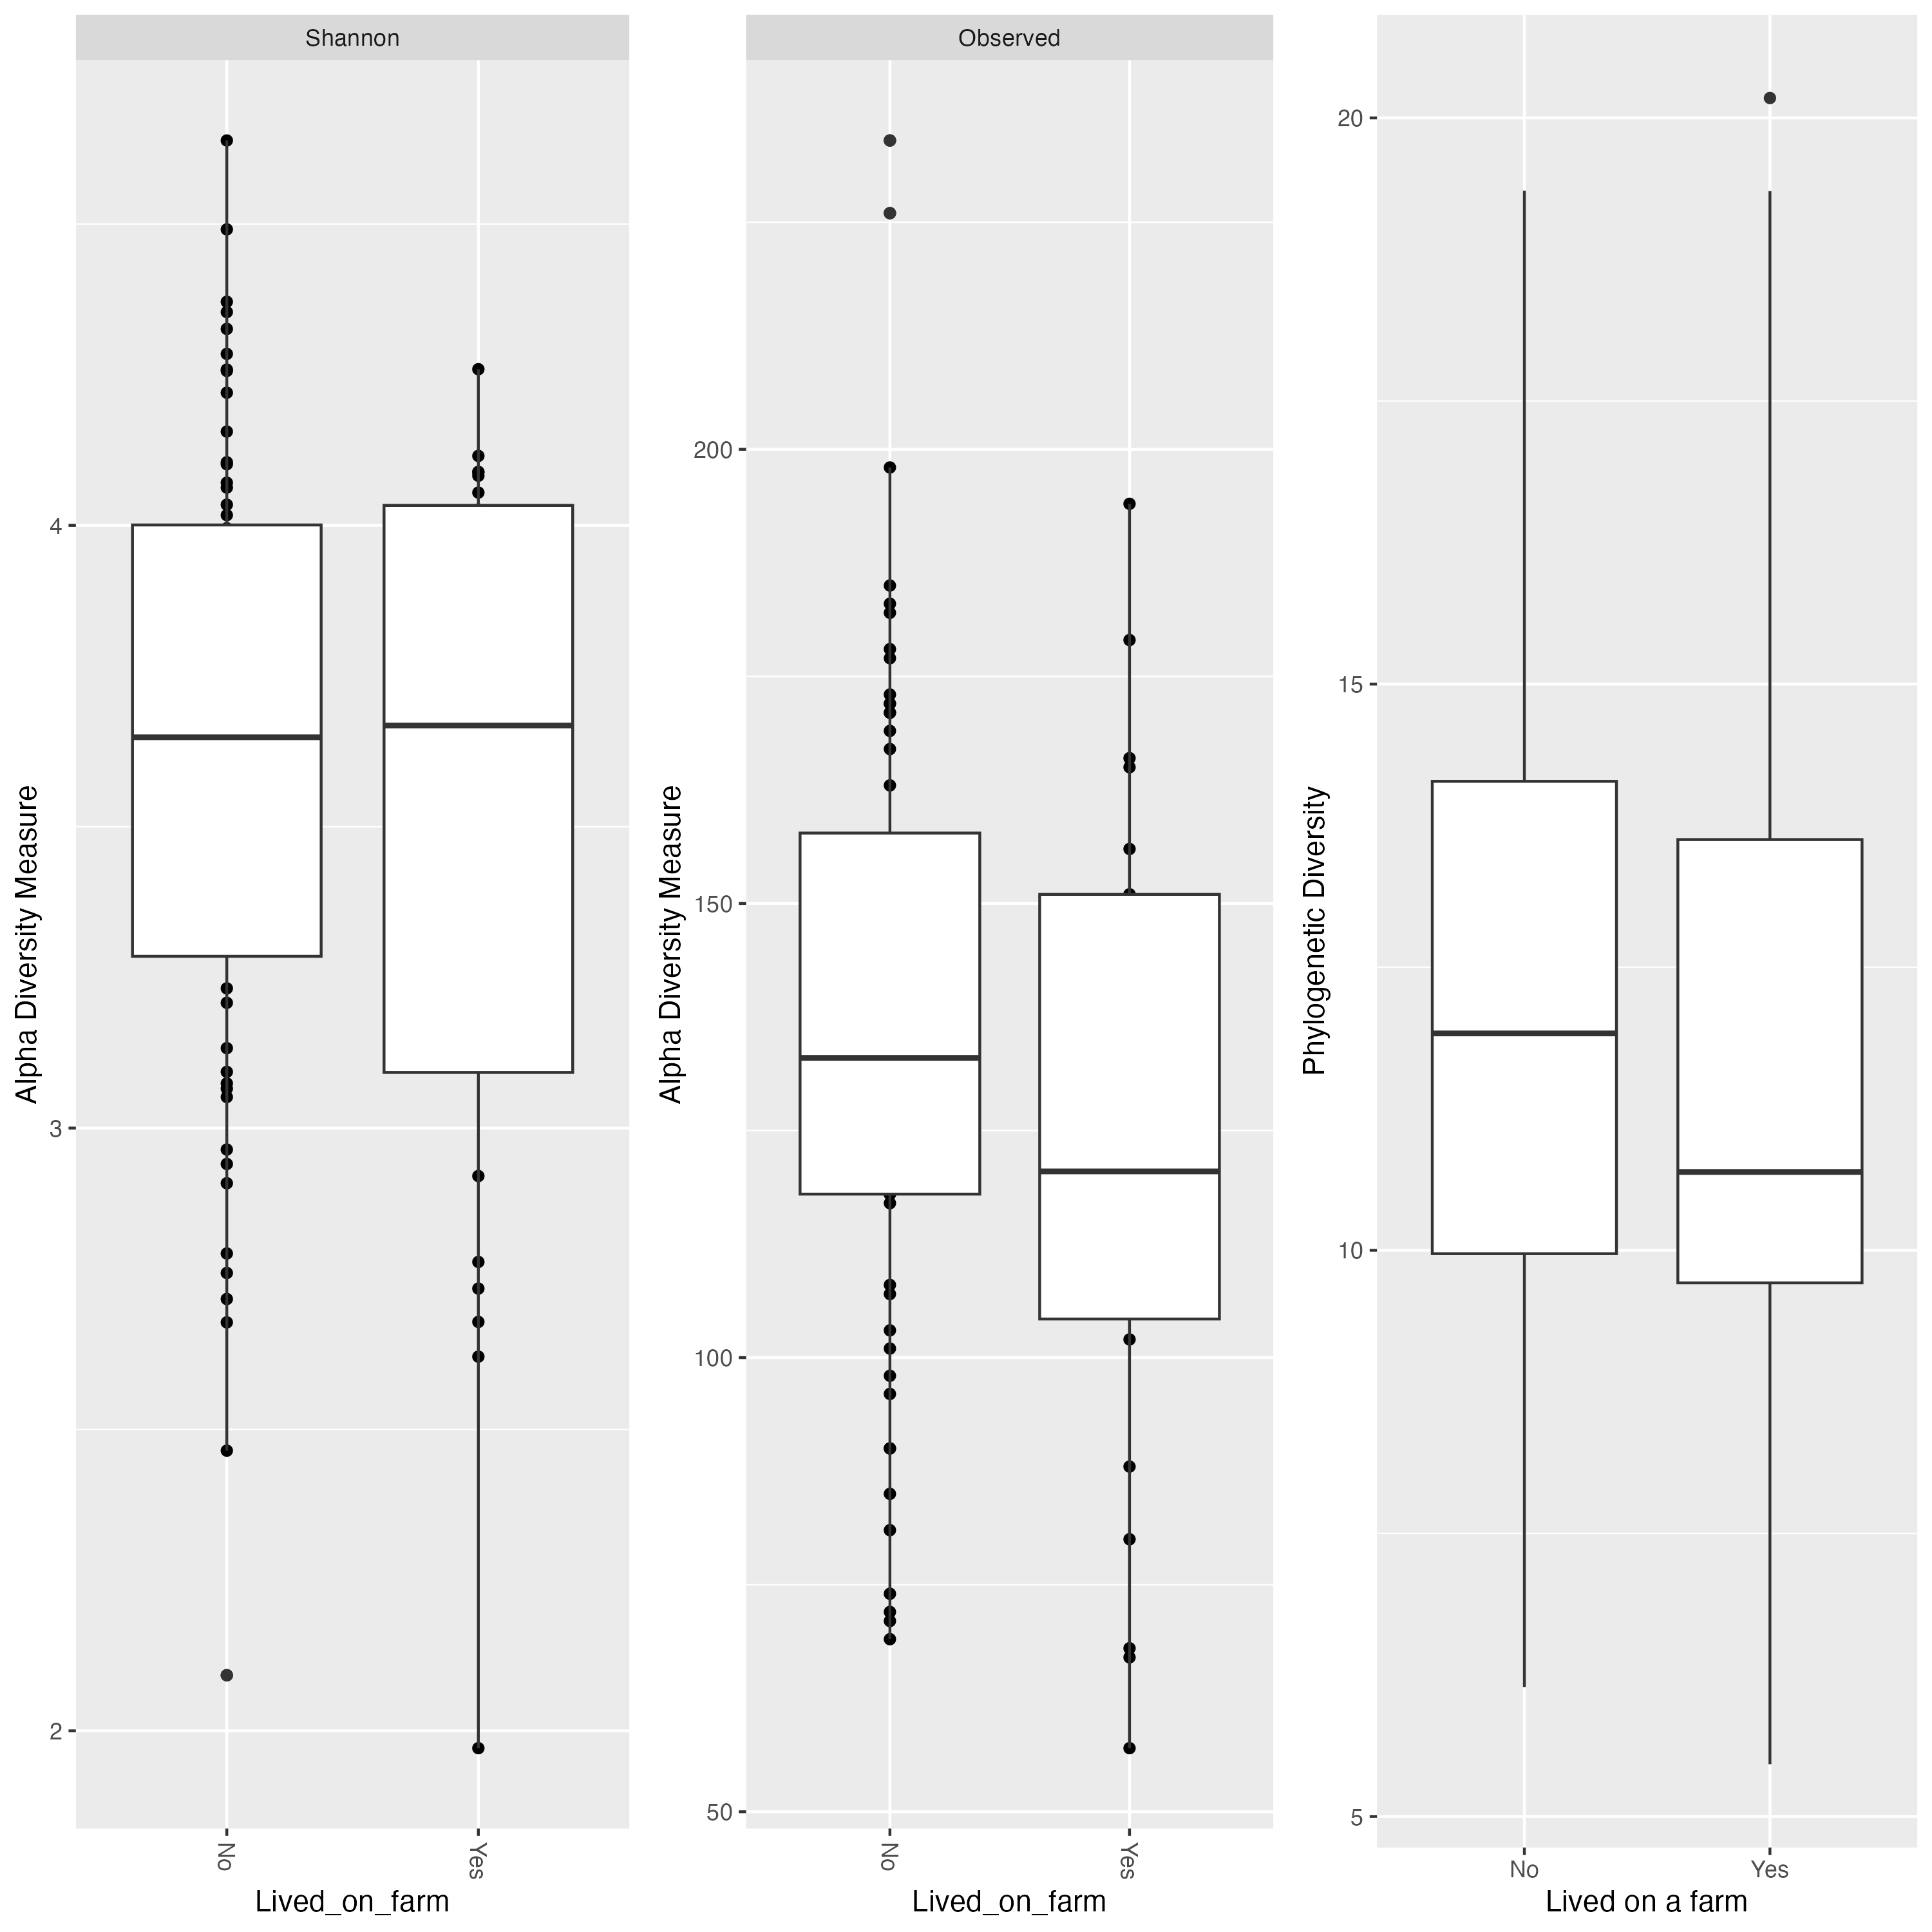 Shannon
Alpha Diversity Measure
4
3
2
No
Yes
Lived_on_farm
Observed
Alpha Diversity Measure
200
150
100
50
No
Yes
Lived_on_farm
Phylogenetic Diversity
20
15
10
5
No
Yes
Lived on a farm